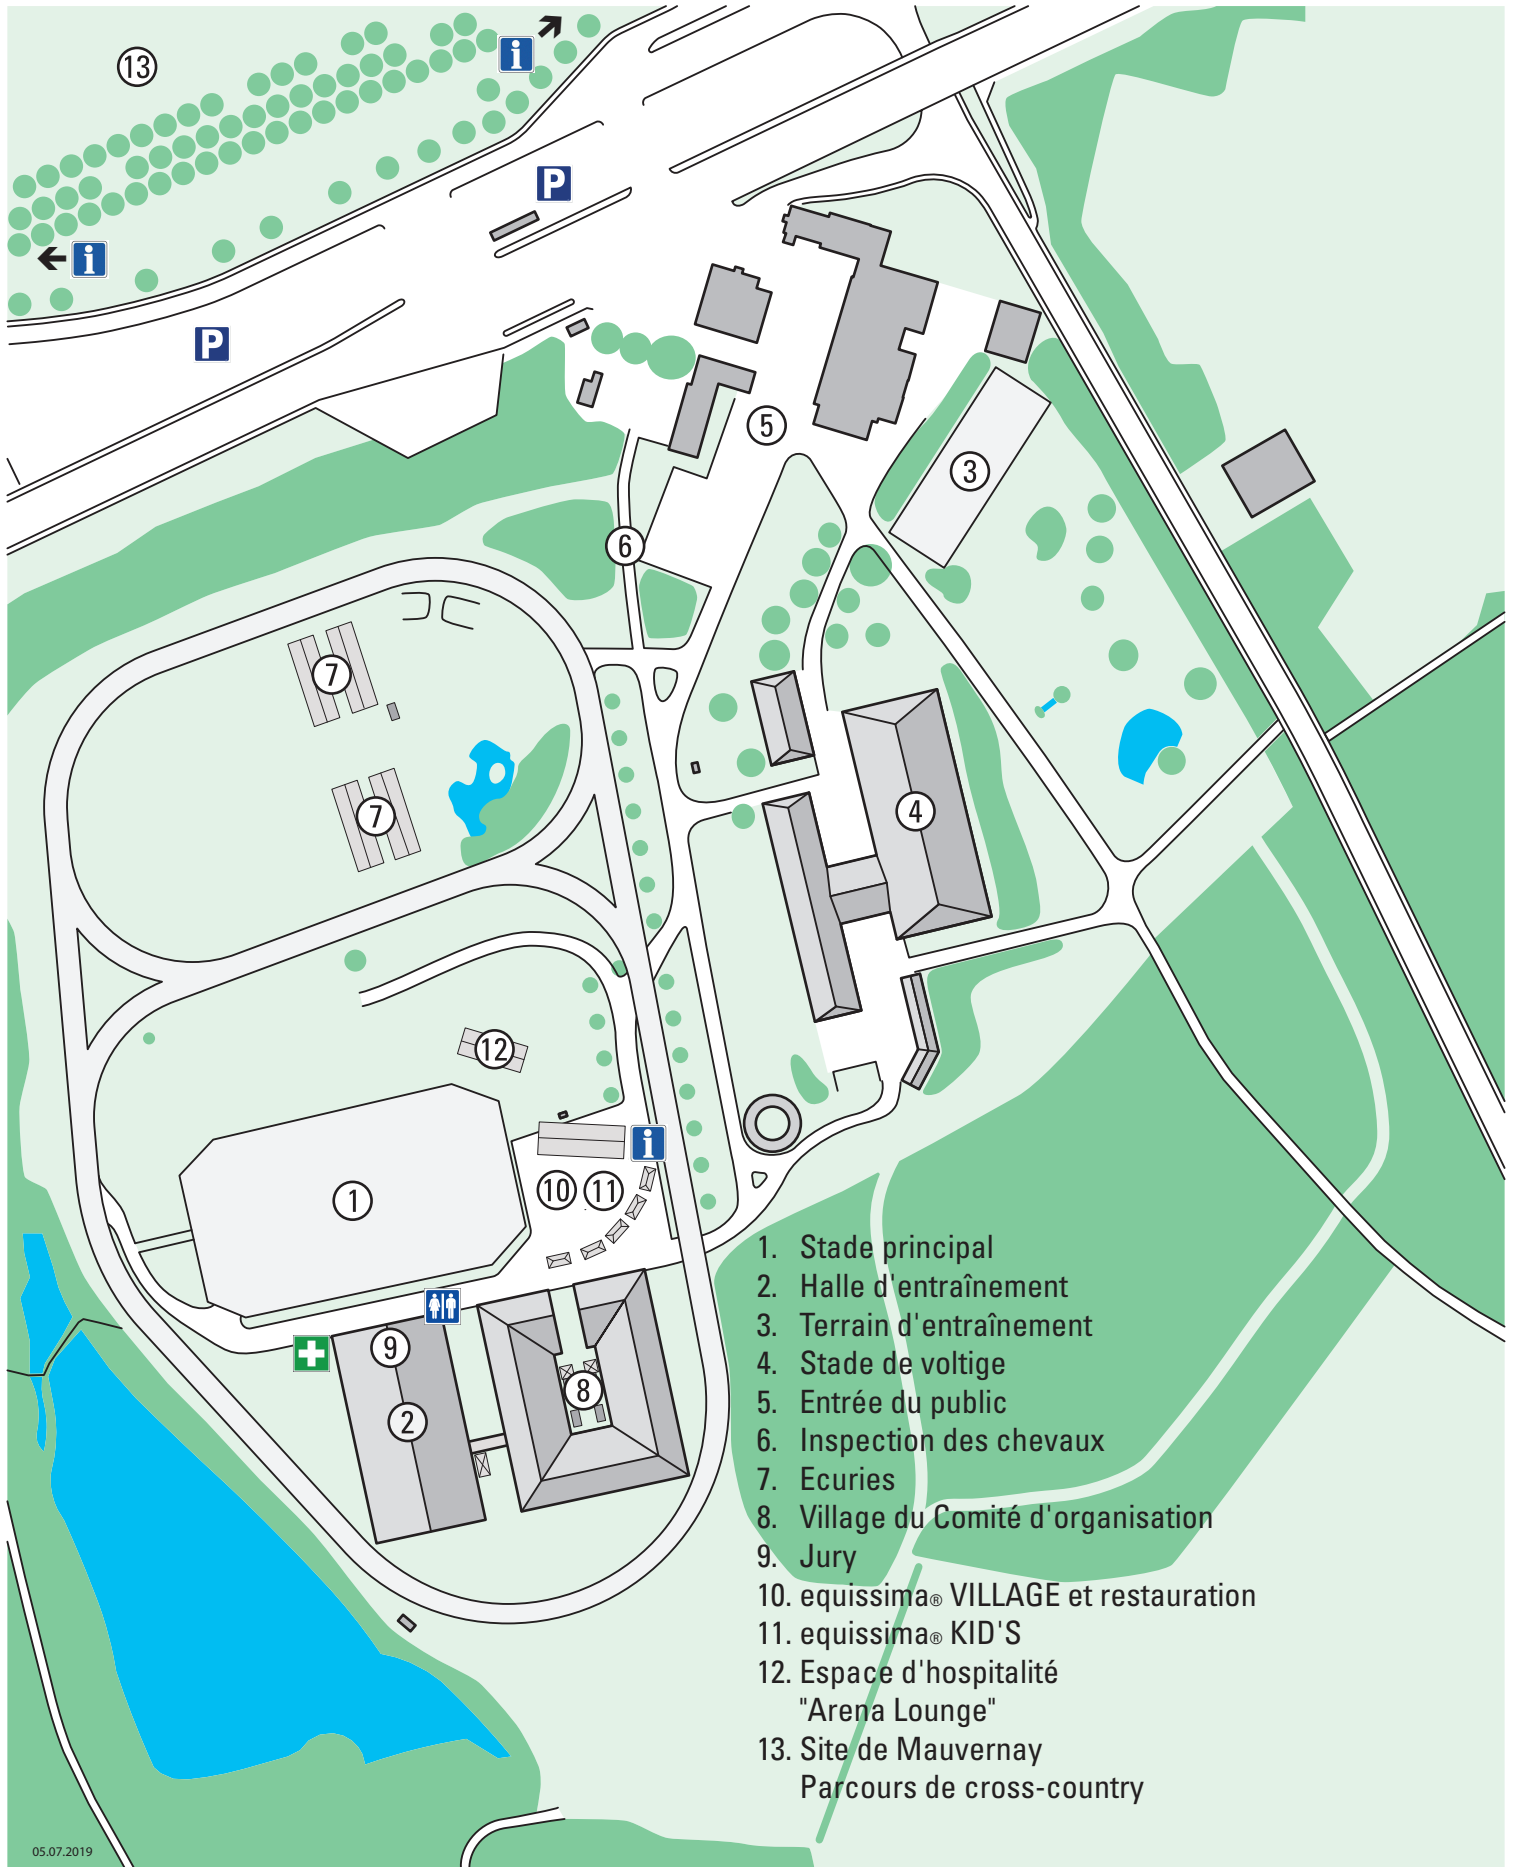 13
i
P
i
P
5
3
6
7
7
4
12
i
10
11
1
9
8
2
1. Stade principal
2. Halle d'entraînement
3. Terrain d'entraînement
4. Stade de voltige
5. Entrée du public
6. Inspection des chevaux
7. Ecuries
8. Village du Comité d'organisation
9. Jury
10. equissima® VILLAGE et restauration
11. equissima® KID'S
12. Espace d'hospitalité
"Arena Lounge"
13. Site de Mauvernay
Parcours de cross-country
05.07.2019